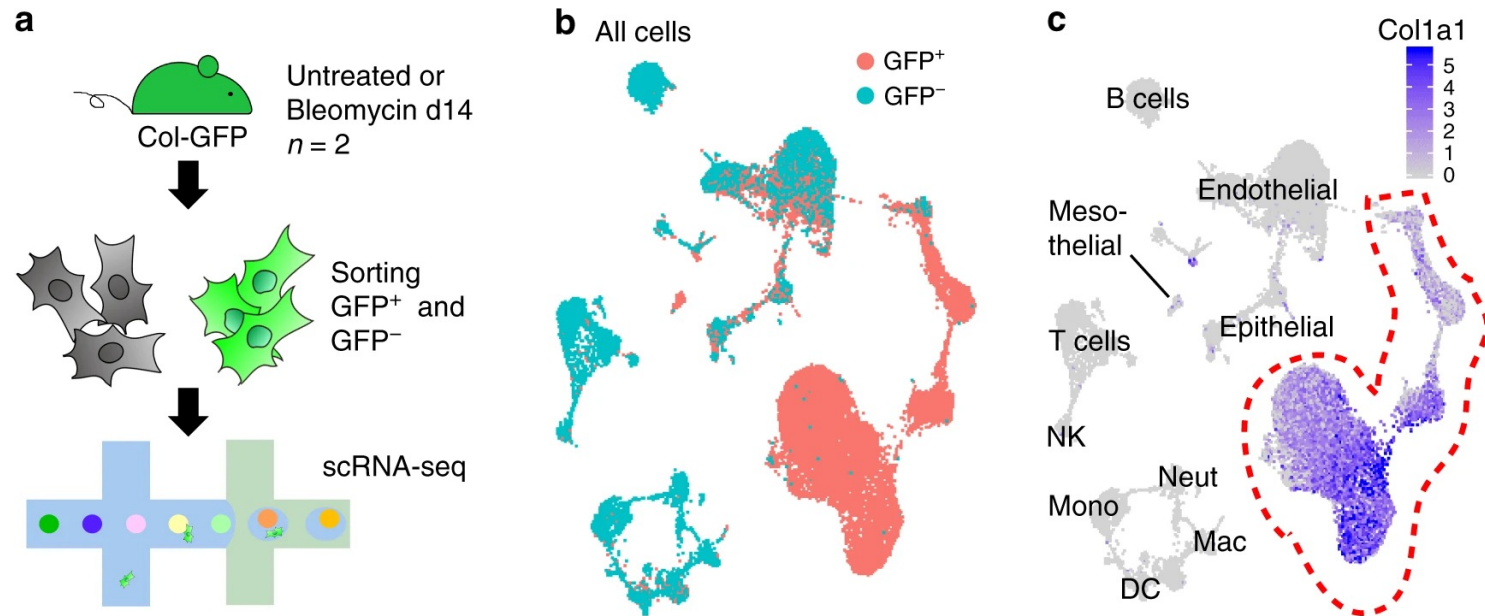 a
Untreated or
Bleomycin d14
n = 2
Col-GFP
Sorting
GFP⁺ and
GFP⁻
scRNA-seq
b
All cells
GFP⁺
GFP⁻
c
Col1a1
5
4
3
2
1
0
B cells
Endothelial
Meso-
thelial
Epithelial
T cells
NK
Neut
Mono
Mac
DC